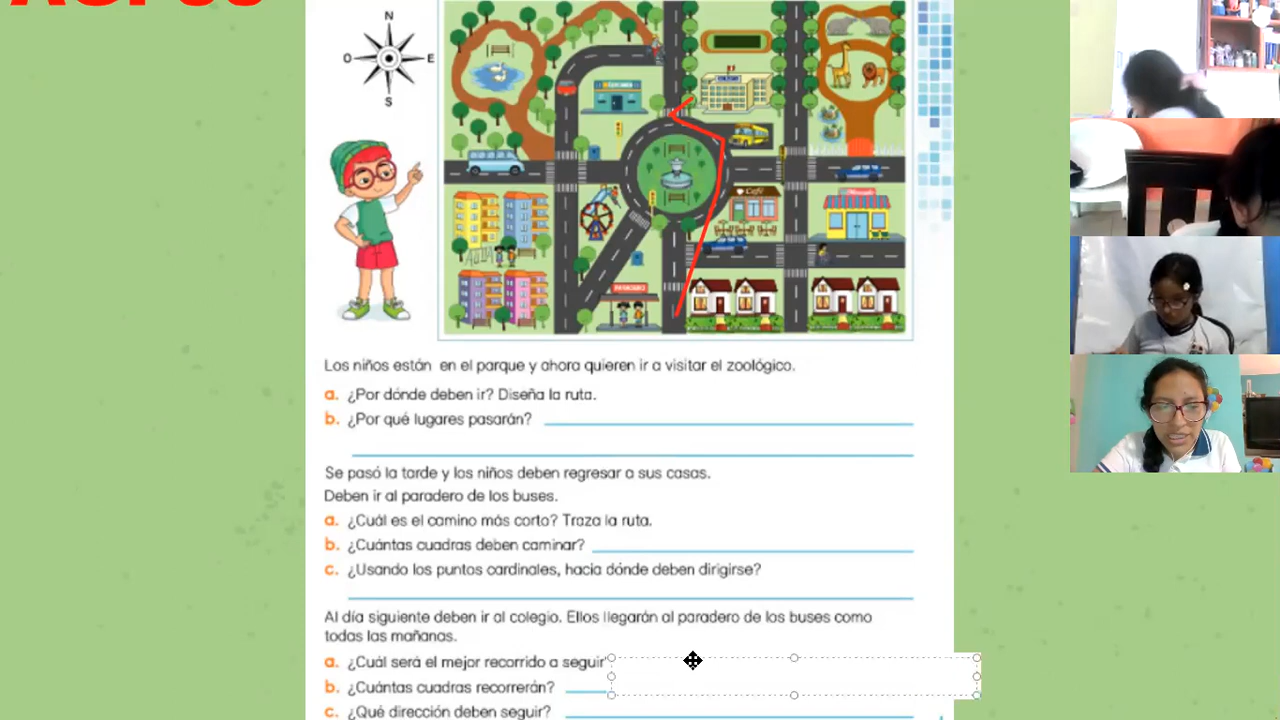 N
O
E
S
Café
Los niños están en el parque y ahora quieren ir a visitar el zoológico.
a. ¿Por dónde deben ir? Diseña la ruta.
b. ¿Por qué lugares pasarán?
Se pasó la tarde y los niños deben regresar a sus casas.
Deben ir al paradero de los buses.
a. ¿Cuál es el camino más corto? Traza la ruta.
b. ¿Cuántas cuadras deben caminar?
c. ¿Usando los puntos cardinales, hacia dónde deben dirigirse?
Al día siguiente deben ir al colegio. Ellos llegarán al paradero de los buses como
todas las mañanas.
a. ¿Cuál será el mejor recorrido a seguir
b. ¿Cuántas cuadras recorrerán?
c. ¿Qué dirección deben seguir?